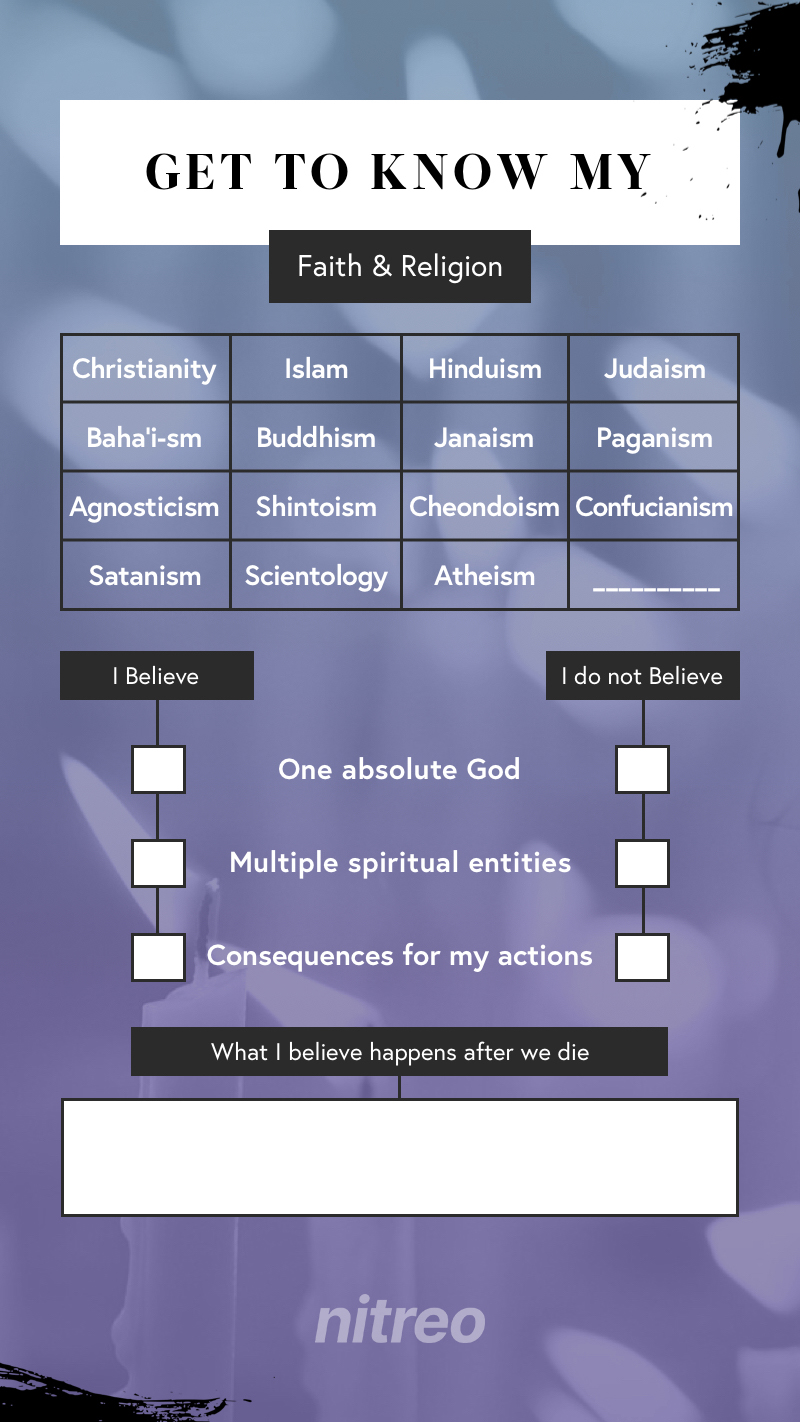 GET TO KNOW MY
Faith & Religion
Christianity Islam Hinduism Judaism
Baha'i-sm Buddhism Janaism Paganism
Agnosticism Shintoism Cheondoism Confucianism
Satanism Scientology Atheism __________
I Believe I do not Believe
One absolute God
Multiple spiritual entities
Consequences for my actions
What I believe happens after we die
nitreo